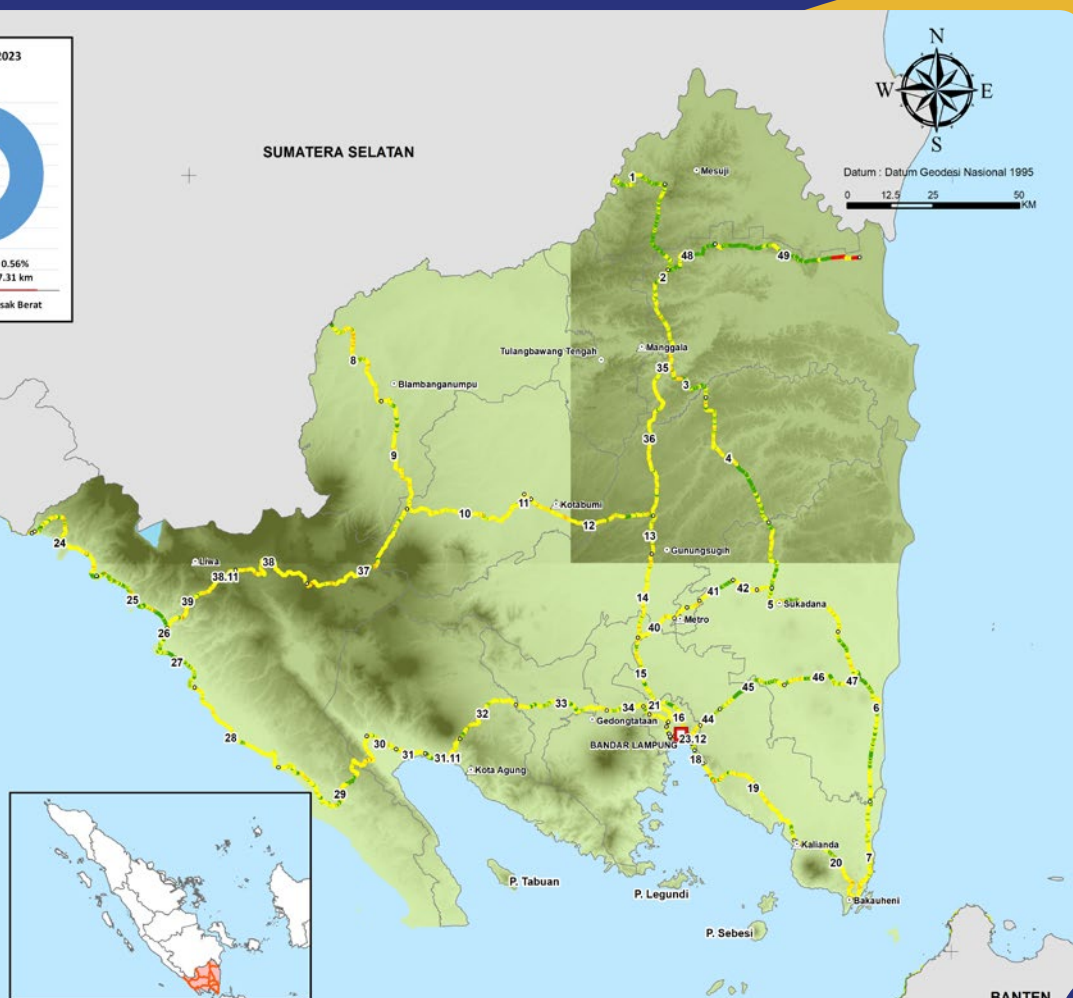 2023
0.56%
7.31 km
sak Berat
N
W
E
S
Datum : Datum Geodesi Nasional 1995
0 12.5 25 50
KM
SUMATERA SELATAN
Mesuji
1
48
49
2
Tulangbawang Tengah
Manggala
35
3
8
Blambanganumpu
36
4
9
10
11
Kotabumi
12
13
Gunungsugih
24
Liwa
38.11
38
37
25
39
26
27
14
41
42
5
Sukadana
40
Metro
15
45
46
47
6
28
32
33
34
21
Gedongtataan
16
44
BANDAR LAMPUNG
23.12
18
30
31
31.11
Kota Agung
29
19
Kalianda
20
7
Bakauheni
P. Tabuan
P. Legundi
P. Sebesi
BANTEN